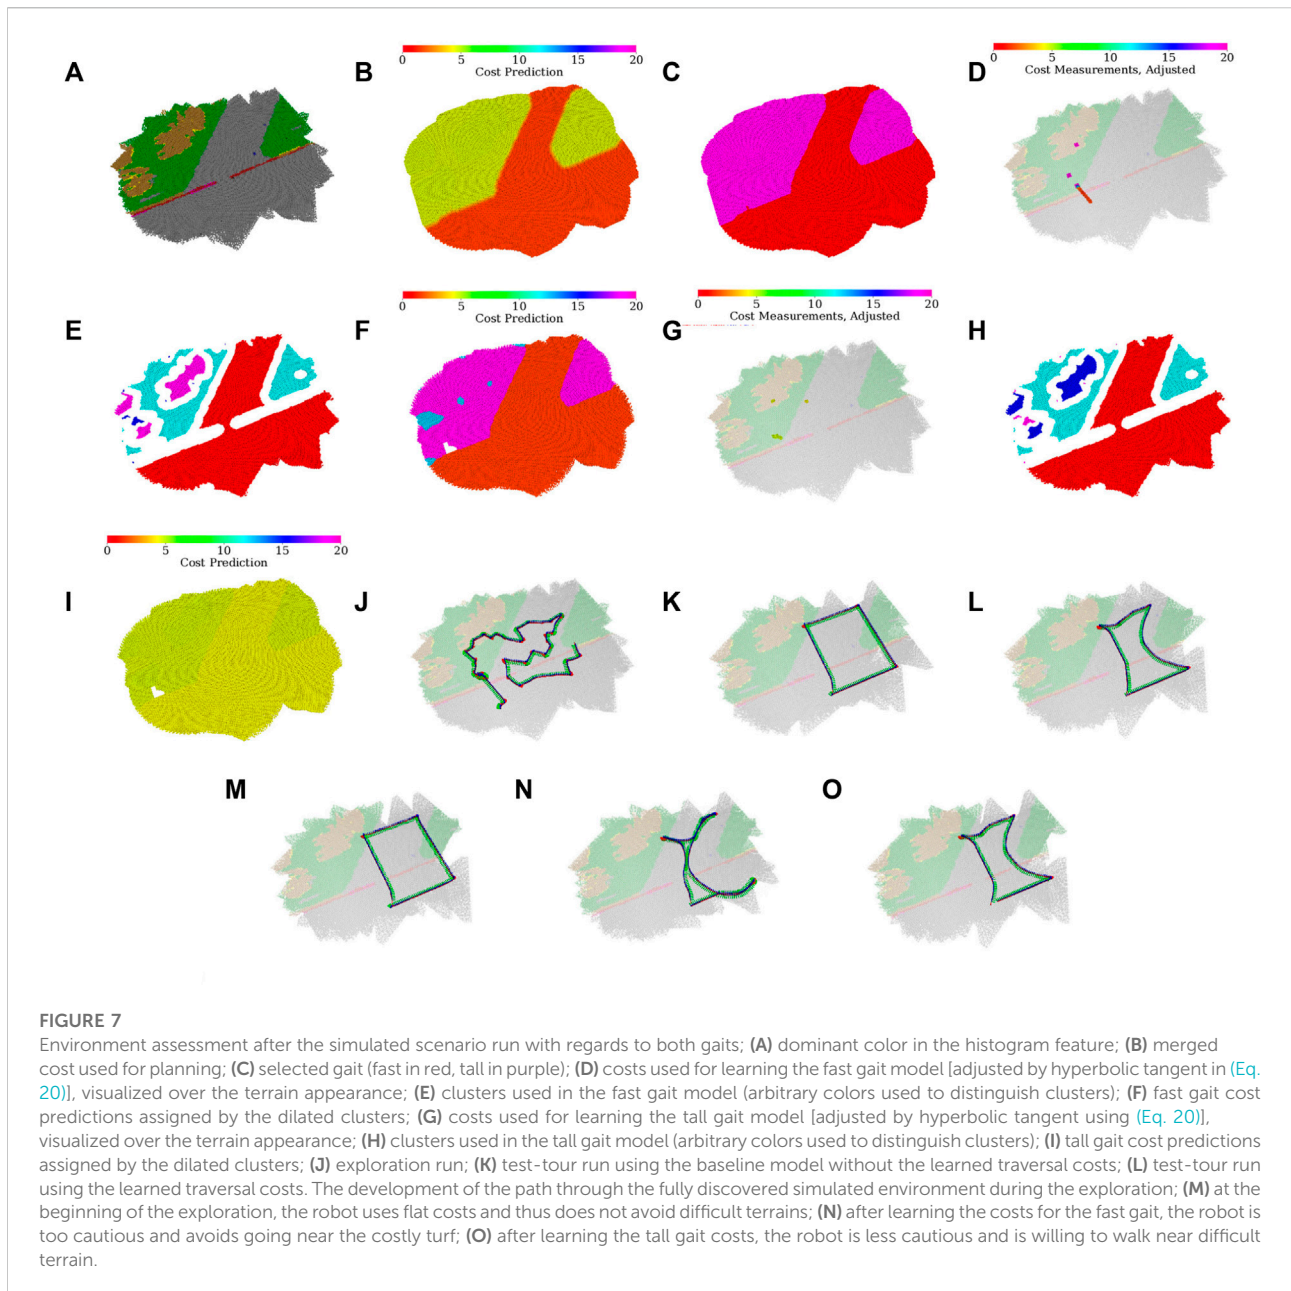 A
B
0 5 10 15 20
Cost Prediction
C
D
0 5 10 15 20
Cost Measurements, Adjusted
E
F
0 5 10 15 20
Cost Prediction
G
0 5 10 15 20
Cost Measurements, Adjusted
H
I
0 5 10 15 20
Cost Prediction
J
K
L
M
N
O
FIGURE 7
Environment assessment after the simulated scenario run with regards to both gaits; (A) dominant color in the histogram feature; (B) merged
cost used for planning; (C) selected gait (fast in red, tall in purple); (D) costs used for learning the fast gait model [adjusted by hyperbolic tangent in (Eq.
20)], visualized over the terrain appearance; (E) clusters used in the fast gait model (arbitrary colors used to distinguish clusters); (F) fast gait cost
predictions assigned by the dilated clusters; (G) costs used for learning the tall gait model [adjusted by hyperbolic tangent using (Eq. 20)],
visualized over the terrain appearance; (H) clusters used in the tall gait model (arbitrary colors used to distinguish clusters); (I) tall gait cost predictions
assigned by the dilated clusters; (J) exploration run; (K) test-tour run using the baseline model without the learned traversal costs; (L) test-tour run
using the learned traversal costs. The development of the path through the fully discovered simulated environment during the exploration; (M) at the
beginning of the exploration, the robot uses flat costs and thus does not avoid difficult terrains; (N) after learning the costs for the fast gait, the robot is
too cautious and avoids going near the costly turf; (O) after learning the tall gait costs, the robot is less cautious and is willing to walk near difficult
terrain.